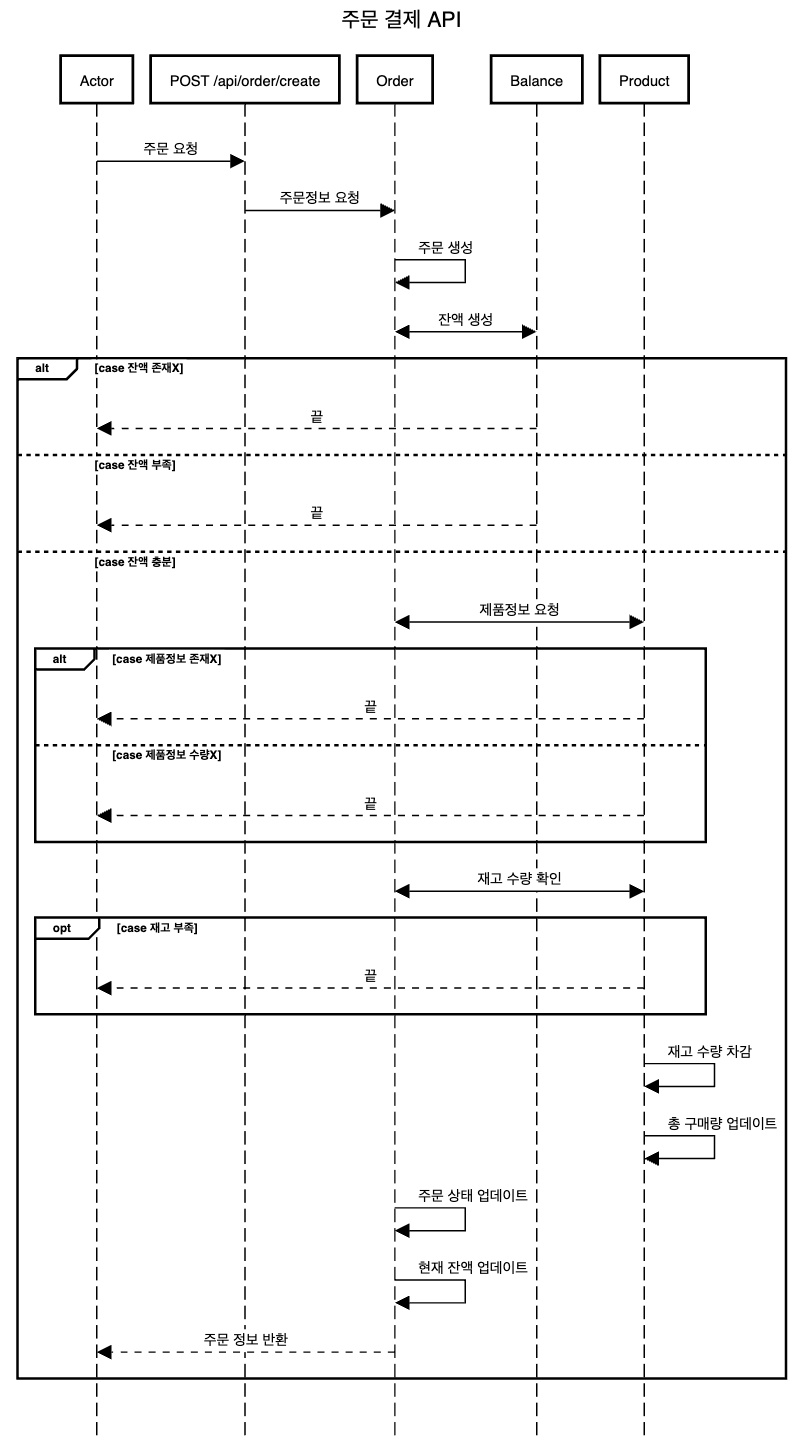 주문 결제 API
Actor
POST /api/order/create
Order
Balance
Product
주문 요청
주문정보 요청
주문 생성
잔액 생성
alt
[case 잔액 존재X]
끝
[case 잔액 부족]
끝
[case 잔액 충분]
제품정보 요청
alt
[case 제품정보 존재X]
끝
[case 제품정보 수량X]
끝
재고 수량 확인
opt
[case 재고 부족]
끝
재고 수량 차감
총 구매량 업데이트
주문 상태 업데이트
현재 잔액 업데이트
주문 정보 반환